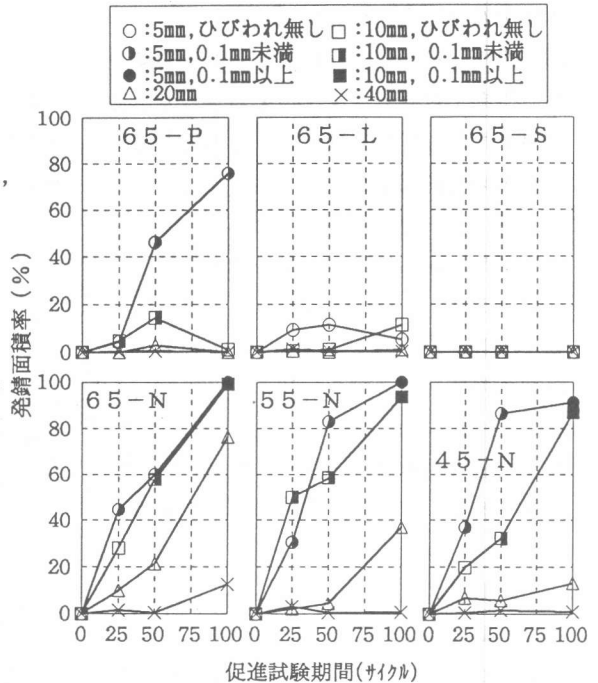 ○:5mm,ひびわれ無し □:10mm,ひびわれ無し
◑:5mm,0.1mm未満 ◨:10mm, 0.1mm未満
●:5mm,0.1mm以上 ■:10mm, 0.1mm以上
△:20mm ×:40mm
発錆面積率(%)
100
80
60
40
20
0
65-P
65-L
65-S
100
80
60
40
20
0
65-N
55-N
45-N
0 25 50 100 0 25 50 100 0 25 50 100
促進試験期間(ｻｲｸﾙ)